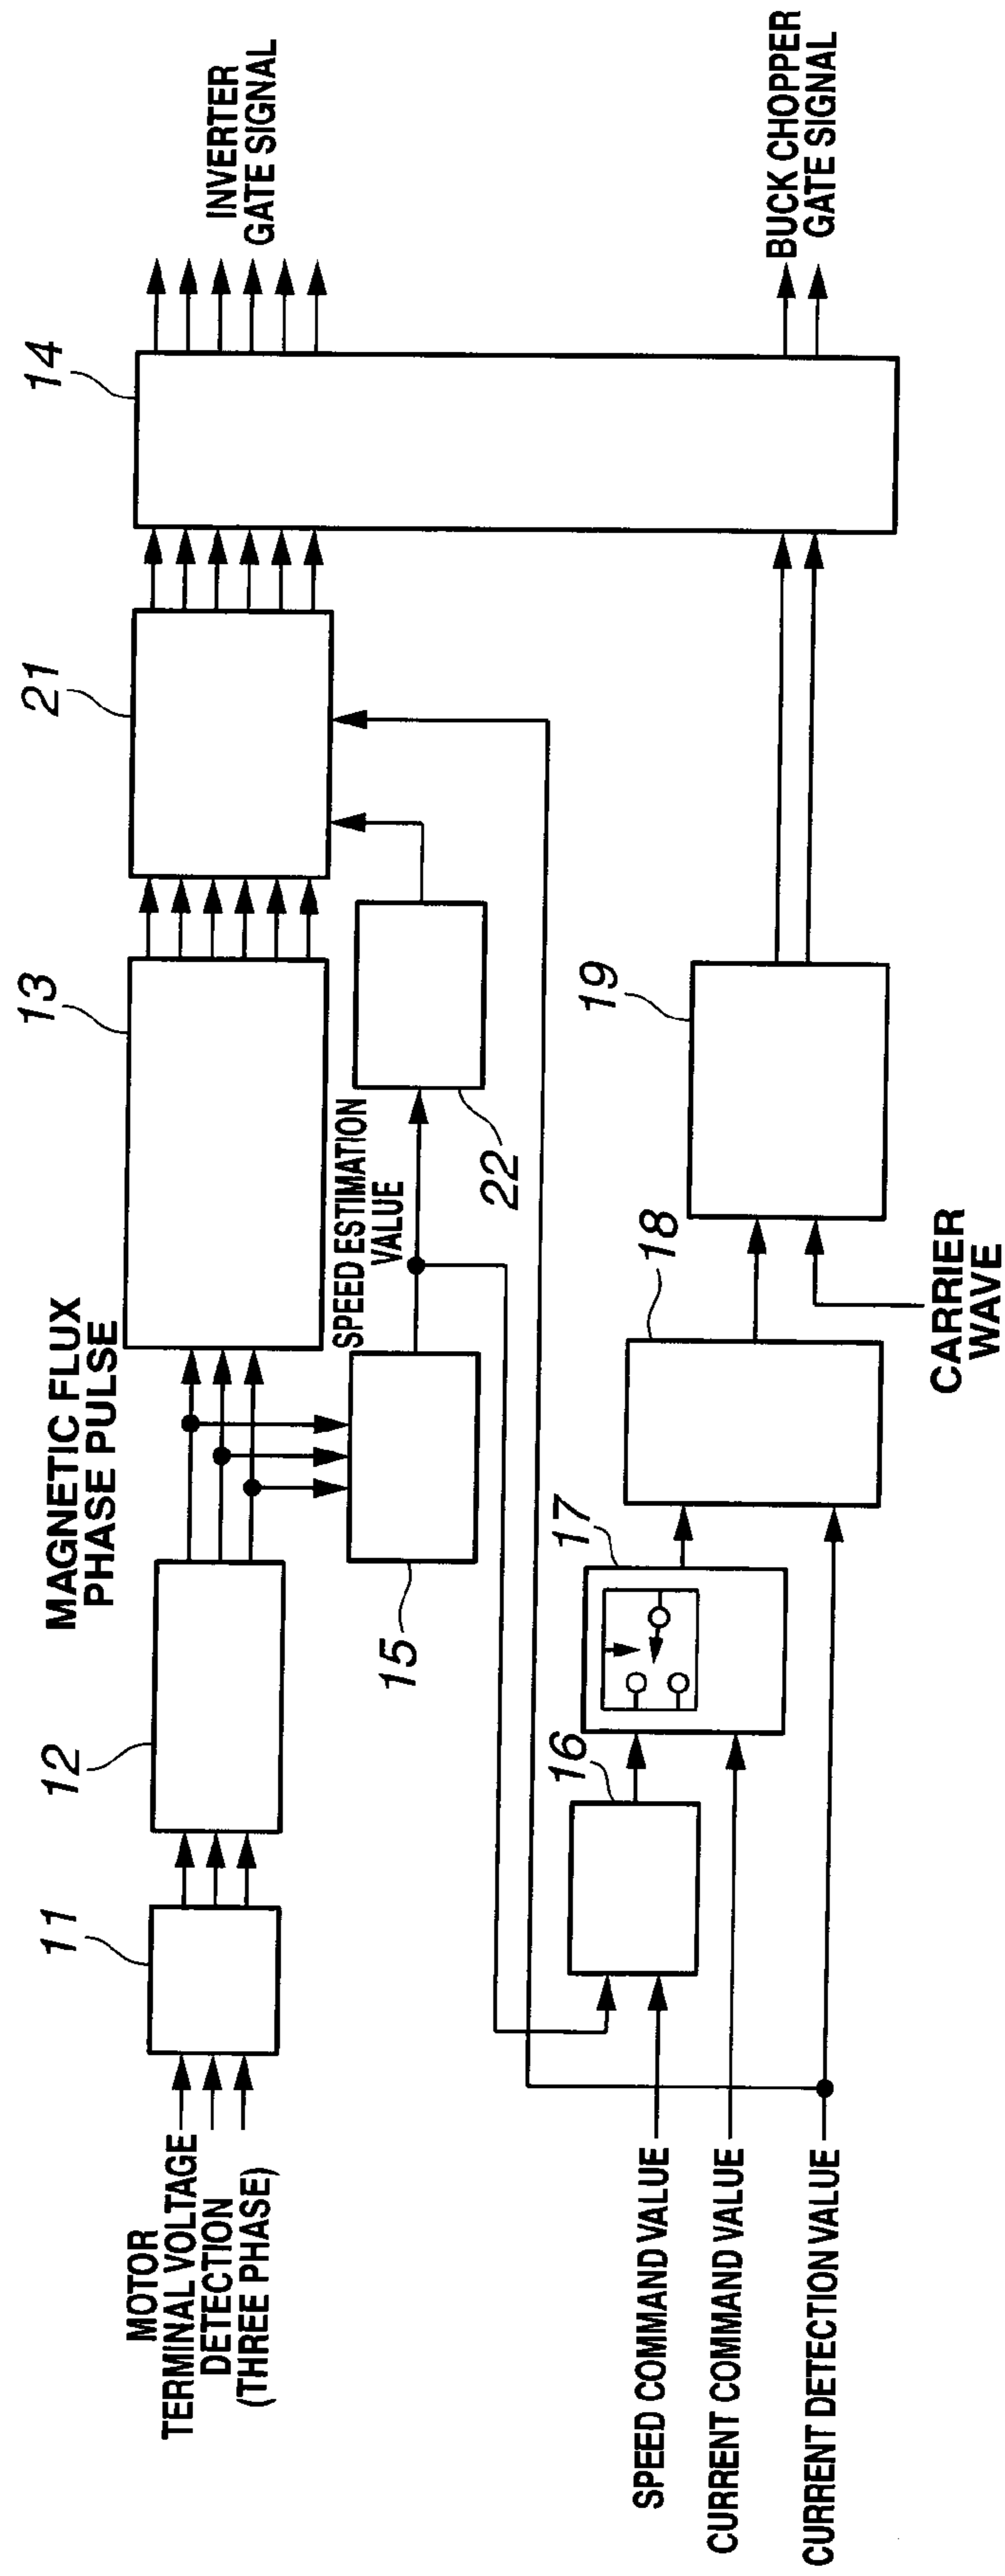 INVERTER
GATE SIGNAL
BUCK CHOPPER
GATE SIGNAL
14
21
13
19
22
SPEED ESTIMATION
VALUE
18
CARRIER
WAVE
MAGNETIC FLUX
PHASE PULSE
17
15
12
16
11
MOTOR
TERMINAL VOLTAGE
DETECTION
(THREE PHASE)
SPEED COMMAND VALUE
CURRENT COMMAND VALUE
CURRENT DETECTION VALUE